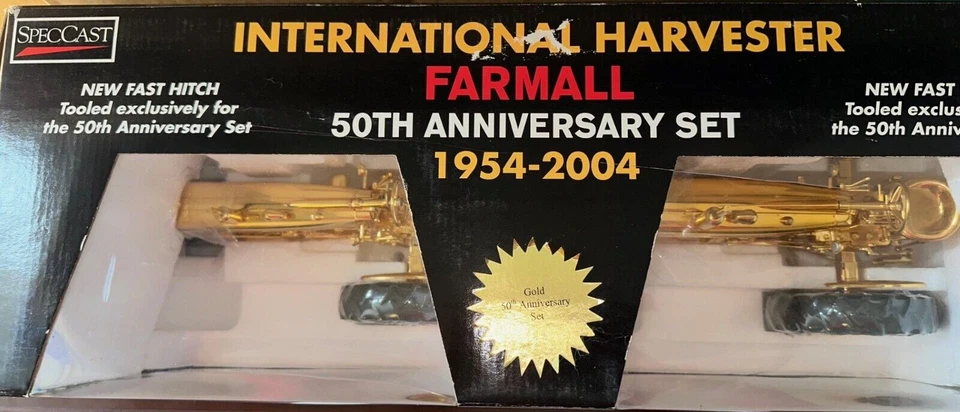 SPECCAST
INTERNATIONAL HARVESTER
FARMALL
50TH ANNIVERSARY SET
1954-2004
NEW FAST HITCH
Tooled exclusively for
the 50th Anniversary Set
NEW FAST
Tooled exclus
the 50th Anniv
Gold
50th Anniversary
Set